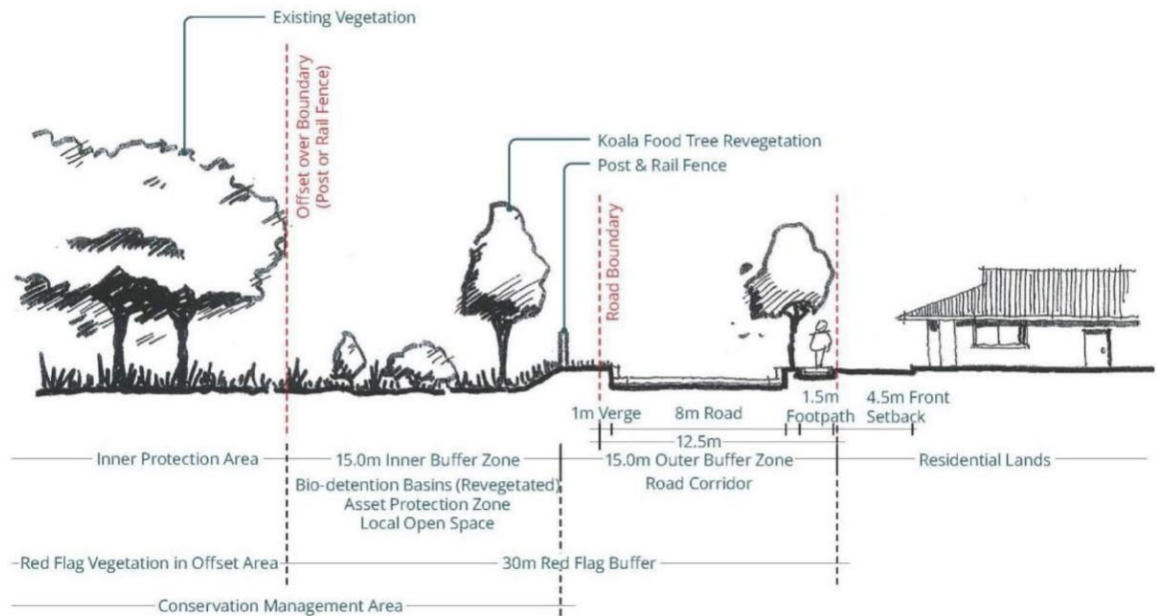 Existing Vegetation
Offset over Boundary
(Post or Rail Fence)
Koala Food Tree Revegetation
Post & Rail Fence
Road Boundary
1m Verge
8m Road
1.5m
Footpath
4.5m Front
Setback
12.5m
Inner Protection Area
15.0m Inner Buffer Zone
15.0m Outer Buffer Zone
Residential Lands
Bio-detention Basins (Revegetated)
Road Corridor
Asset Protection Zone
Local Open Space
Red Flag Vegetation in Offset Area
30m Red Flag Buffer
Conservation Management Area